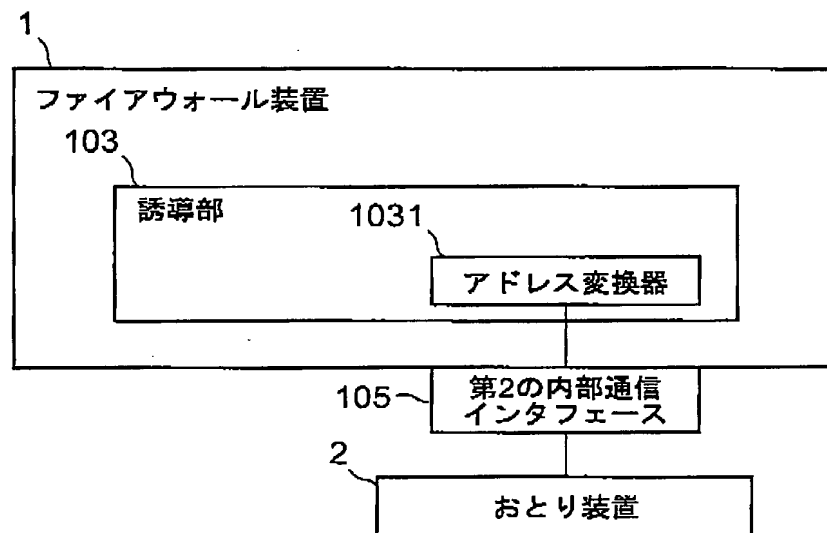 1
ファイアウォール装置
103
誘導部
1031
アドレス変換器
105
第2の内部通信
インタフェース
2
おとり装置